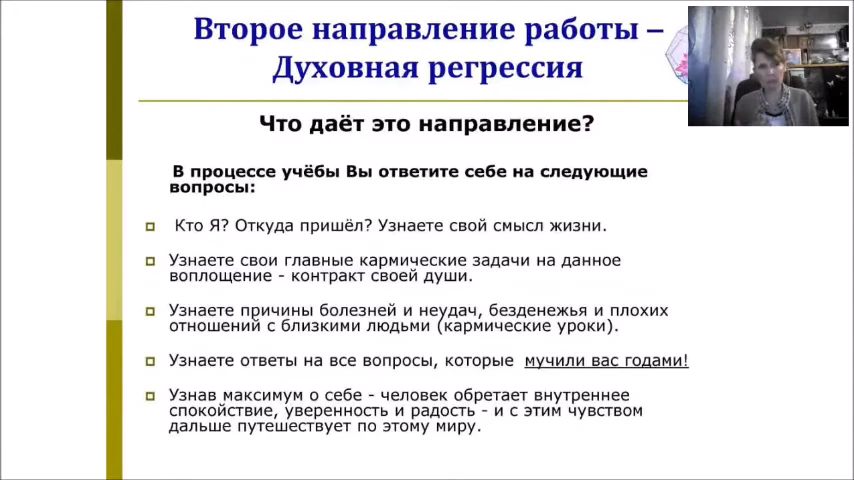 Второе направление работы –
Духовная регрессия
Что даёт это направление?
В процессе учёбы Вы ответите себе на следующие
вопросы:
Кто Я? Откуда пришёл? Узнаете свой смысл жизни.
Узнаете свои главные кармические задачи на данное
воплощение - контракт своей души.
Узнаете причины болезней и неудач, безденежья и плохих
отношений с близкими людьми (кармические уроки).
Узнаете ответы на все вопросы, которые мучили вас годами!
Узнав максимум о себе - человек обретает внутреннее
спокойствие, уверенность и радость - и с этим чувством
дальше путешествует по этому миру.